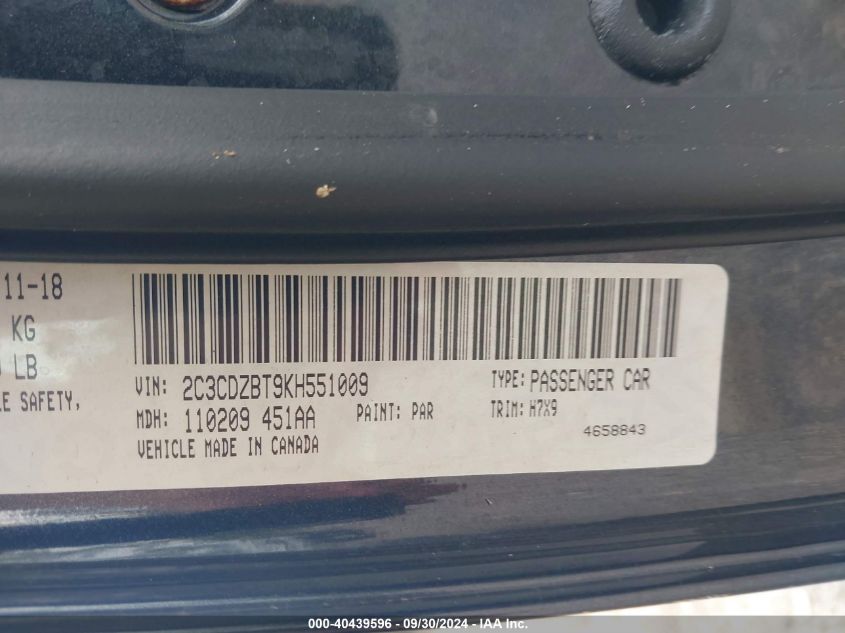 11-18
KG
LB
E SAFETY,
VIN: 2C3CDZBT9KH551009
TYPE: PASSENGER CAR
MDH: 110209 451AA
PAINT: PAR
TRIM: H7X9
VEHICLE MADE IN CANADA
4658843
000-40439596 - 09/30/2024 - IAA Inc.